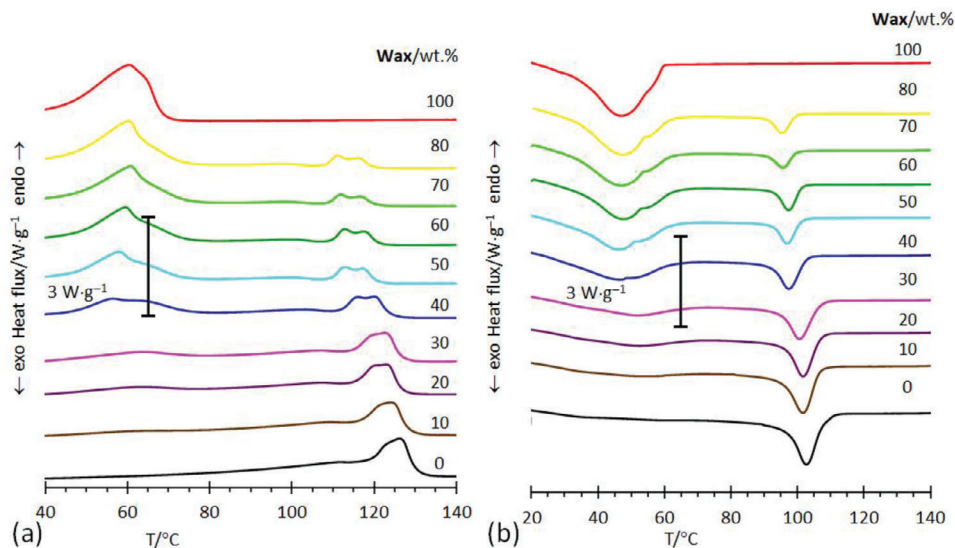 Wax/wt.%
100
80
70
60
50
40
30
20
10
0
← exo Heat flux/W·g⁻¹ endo →
3 W·g⁻¹
40 60 80 100 120 140
(a) T/°C
Wax/wt.%
100
80
70
60
50
40
30
20
10
0
← exo Heat flux/W·g⁻¹ endo →
3 W·g⁻¹
20 40 60 80 100 120 140
(b) T/°C